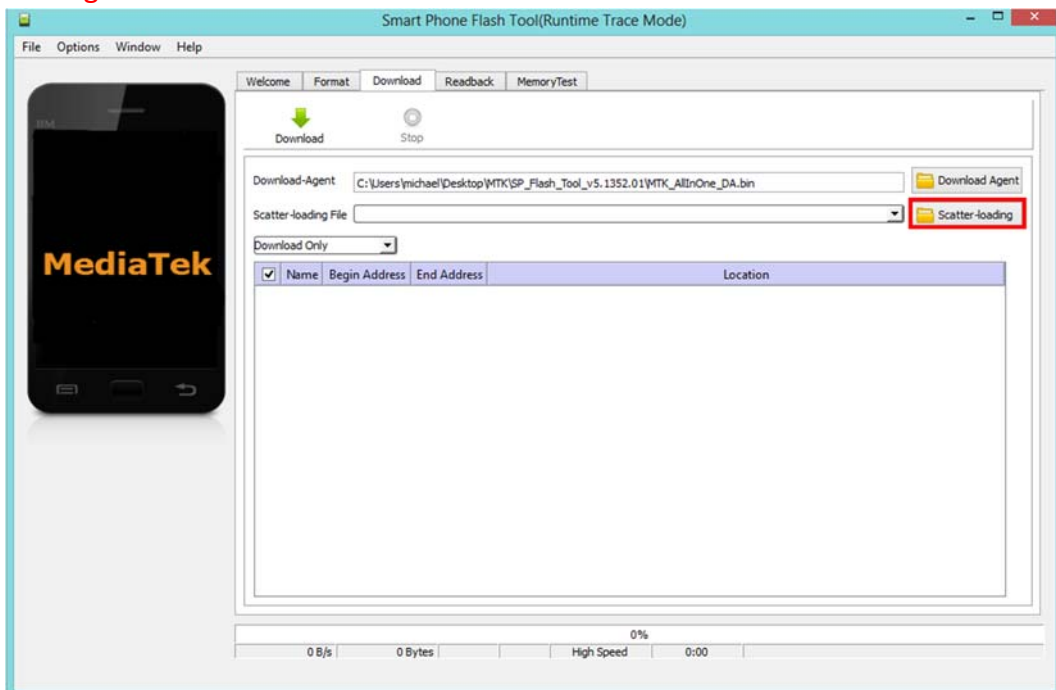 Smart Phone Flash Tool(Runtime Trace Mode)
File Options Window Help
Welcome Format Download Readback MemoryTest
BM
Download Stop
Download-Agent C:\Users\michael\Desktop\MTK\SP_Flash_Tool_v5.1352.01\MTK_AllInOne_DA.bin Download Agent
Scatter-loading File Scatter-loading
Download Only
MediaTek
Name Begin Address End Address Location
0%
0 B/s 0 Bytes High Speed 0:00